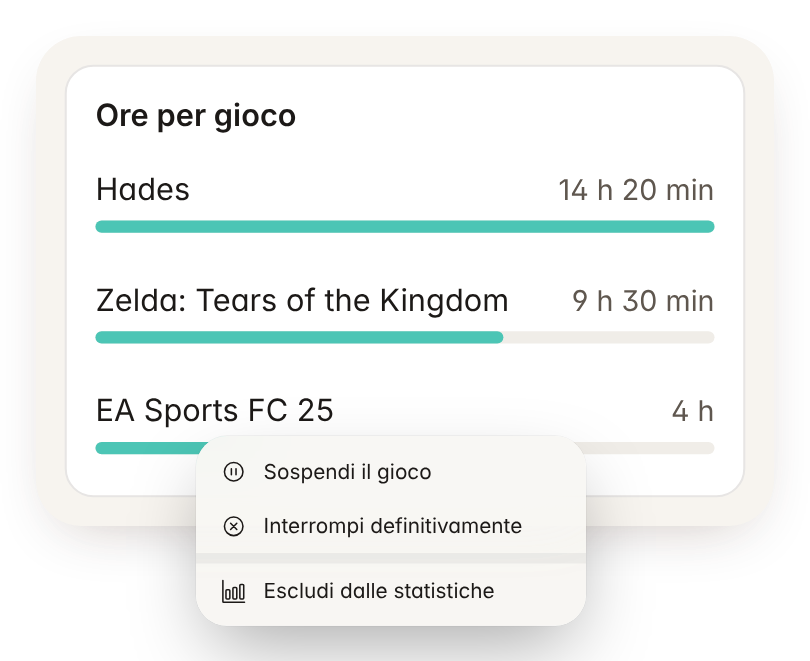 Ore per gioco
Hades 14 h 20 min
Zelda: Tears of the Kingdom 9 h 30 min
EA Sports FC 25 4 h
Sospendi il gioco
Interrompi definitivamente
Escludi dalle statistiche